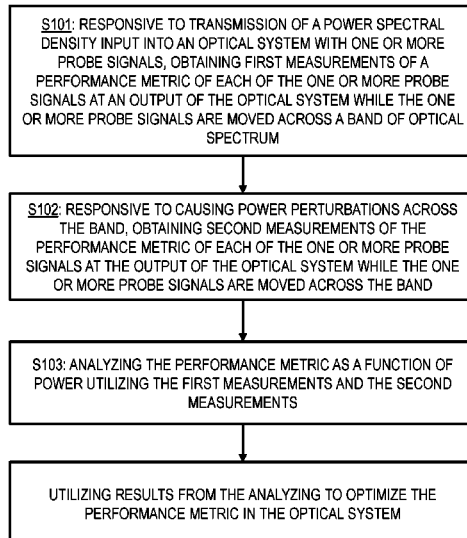 S101: RESPONSIVE TO TRANSMISSION OF A POWER SPECTRAL
DENSITY INPUT INTO AN OPTICAL SYSTEM WITH ONE OR MORE
PROBE SIGNALS, OBTAINING FIRST MEASUREMENTS OF A
PERFORMANCE METRIC OF EACH OF THE ONE OR MORE PROBE
SIGNALS AT AN OUTPUT OF THE OPTICAL SYSTEM WHILE THE ONE
OR MORE PROBE SIGNALS ARE MOVED ACROSS A BAND OF OPTICAL
SPECTRUM
S102: RESPONSIVE TO CAUSING POWER PERTURBATIONS ACROSS
THE BAND, OBTAINING SECOND MEASUREMENTS OF THE
PERFORMANCE METRIC OF EACH OF THE ONE OR MORE PROBE
SIGNALS AT THE OUTPUT OF THE OPTICAL SYSTEM WHILE THE ONE
OR MORE PROBE SIGNALS ARE MOVED ACROSS THE BAND
S103: ANALYZING THE PERFORMANCE METRIC AS A FUNCTION OF
POWER UTILIZING THE FIRST MEASUREMENTS AND THE SECOND
MEASUREMENTS
UTILIZING RESULTS FROM THE ANALYZING TO OPTIMIZE THE
PERFORMANCE METRIC IN THE OPTICAL SYSTEM